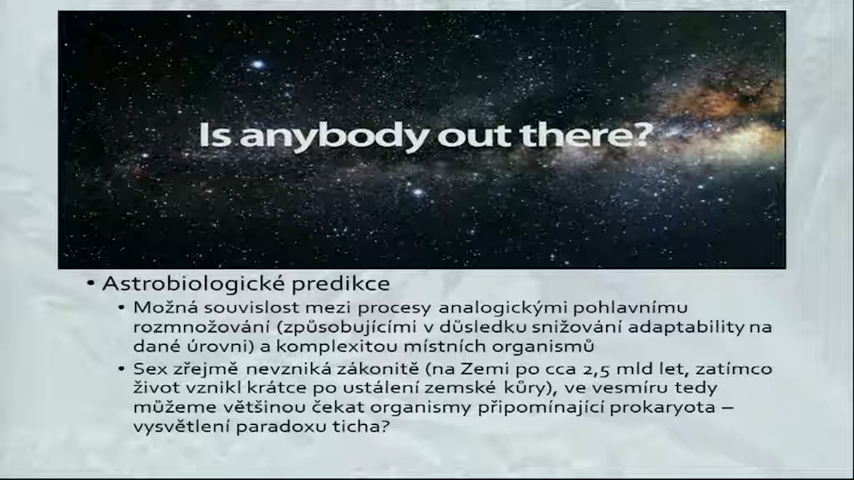 Is anybody out there?
• Astrobiologické predikce
• Možná souvislost mezi procesy analogickými pohlavnímu
rozmnožování (způsobujícími v důsledku snižování adaptability na
dané úrovni) a komplexitou místních organismů
• Sex zřejmě nevzniká zákonitě (na Zemi po cca 2,5 mld let, zatímco
život vznikl krátce po ustálení zemské kůry), ve vesmíru tedy
můžeme většinou čekat organismy připomínající prokaryota –
vysvětlení paradoxu ticha?